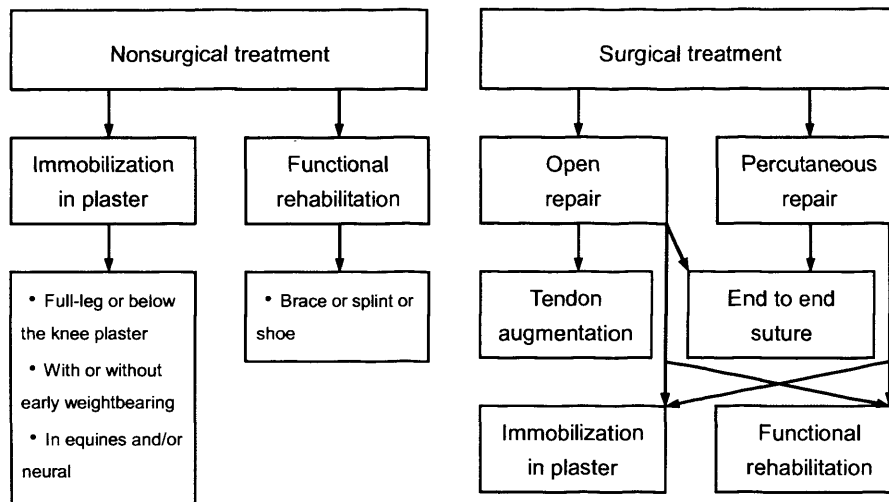 Nonsurgical treatment
Immobilization
in plaster
Functional
rehabilitation
• Full-leg or below
the knee plaster
• With or without
early weightbearing
• In equines and/or
neural
• Brace or splint or
shoe
Surgical treatment
Open
repair
Percutaneous
repair
Tendon
augmentation
End to end
suture
Immobilization
in plaster
Functional
rehabilitation